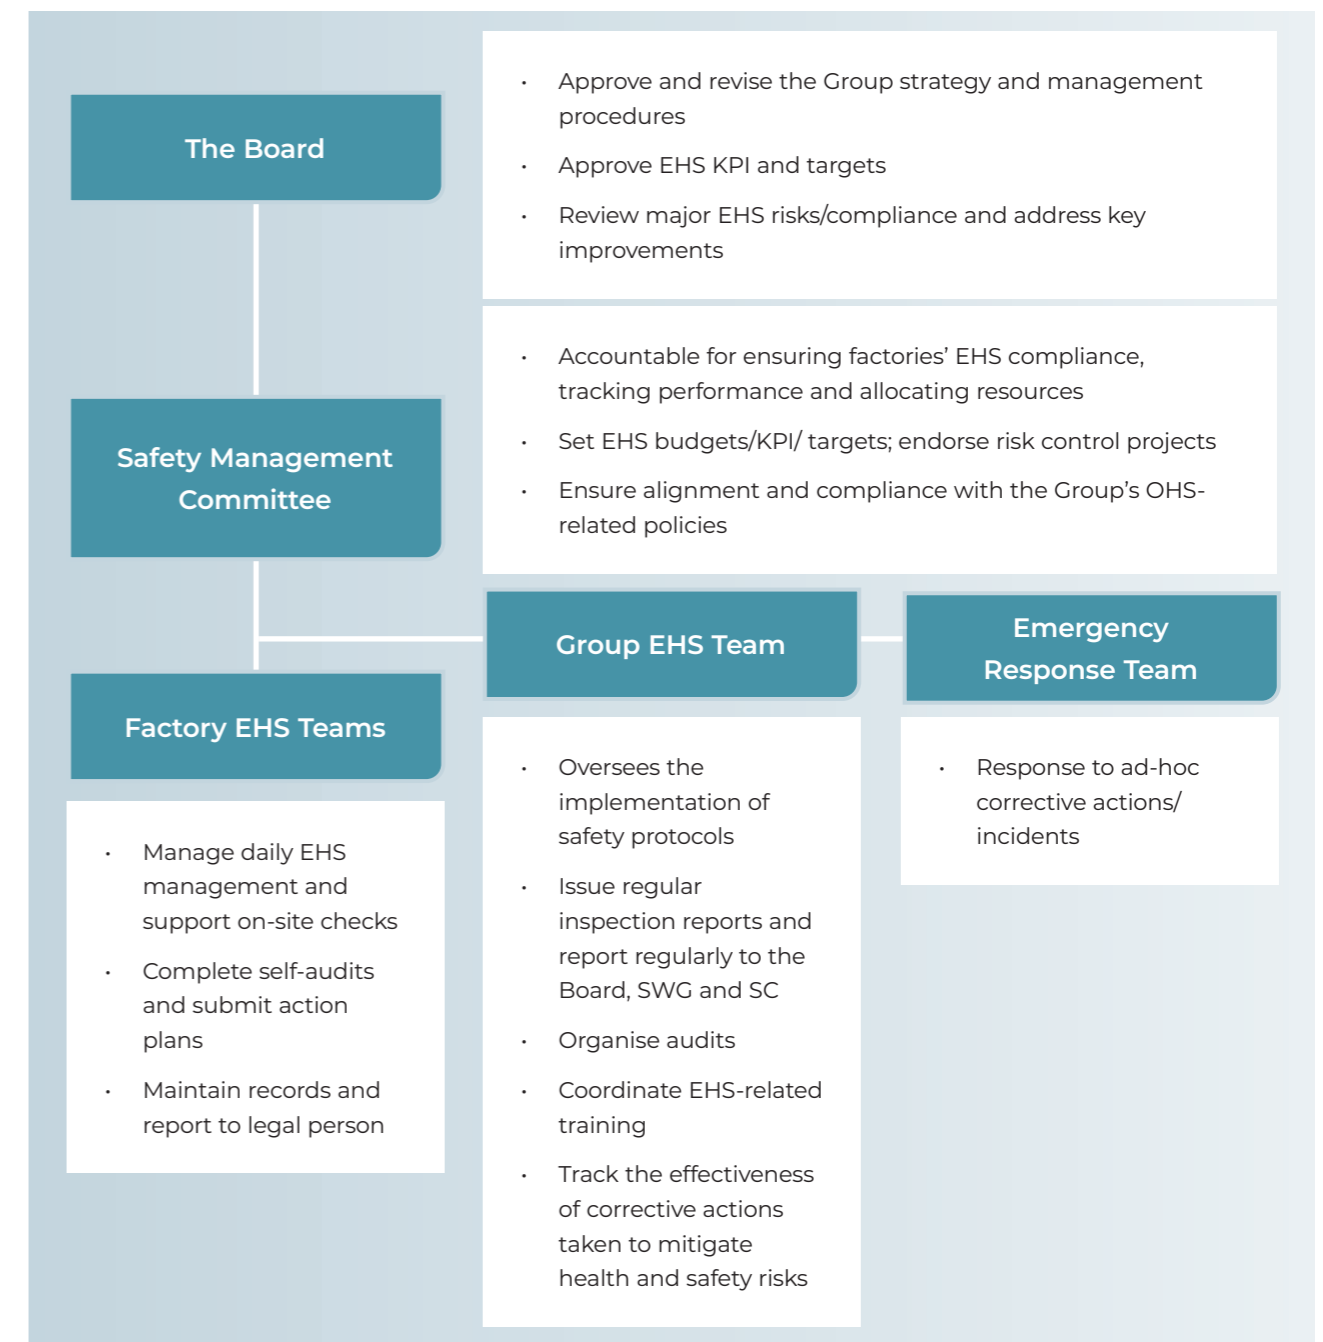 The Board
• Approve and revise the Group strategy and management
procedures
• Approve EHS KPI and targets
• Review major EHS risks/compliance and address key
improvements
Safety Management
Committee
• Accountable for ensuring factories’ EHS compliance,
tracking performance and allocating resources
• Set EHS budgets/KPI/ targets; endorse risk control projects
• Ensure alignment and compliance with the Group’s OHS-
related policies
Factory EHS Teams
• Manage daily EHS
management and
support on-site checks
• Complete self-audits
and submit action
plans
• Maintain records and
report to legal person
Group EHS Team
• Oversees the
implementation of
safety protocols
• Issue regular
inspection reports and
report regularly to the
Board, SWG and SC
• Organise audits
• Coordinate EHS-related
training
• Track the effectiveness
of corrective actions
taken to mitigate
health and safety risks
Emergency
Response Team
• Response to ad-hoc
corrective actions/
incidents